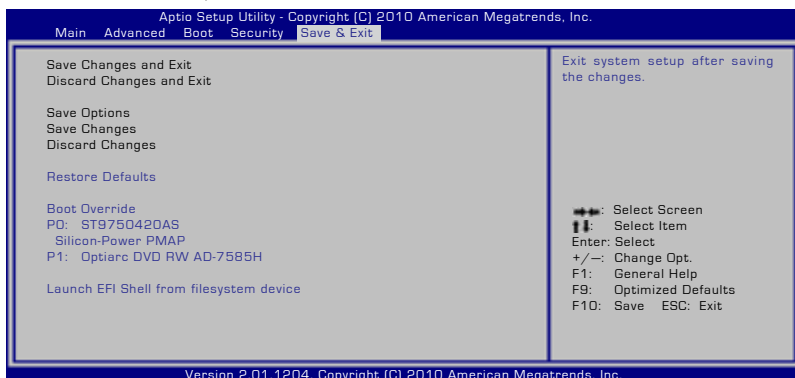 Aptio Setup Utility - Copyright (C) 2010 American Megatrends, Inc.
Main Advanced Boot Security Save & Exit
Save Changes and Exit
Discard Changes and Exit
Save Options
Save Changes
Discard Changes
Restore Defaults
Boot Override
P0: ST9750420AS
Silicon-Power PMAP
P1: Optiarc DVD RW AD-7585H
Launch EFI Shell from filesystem device
Exit system setup after saving
the changes.
→←: Select Screen
↑↓: Select Item
Enter: Select
+/—: Change Opt.
F1: General Help
F9: Optimized Defaults
F10: Save ESC: Exit
Version 2.01.1204. Copyright (C) 2010 American Megatrends, Inc.